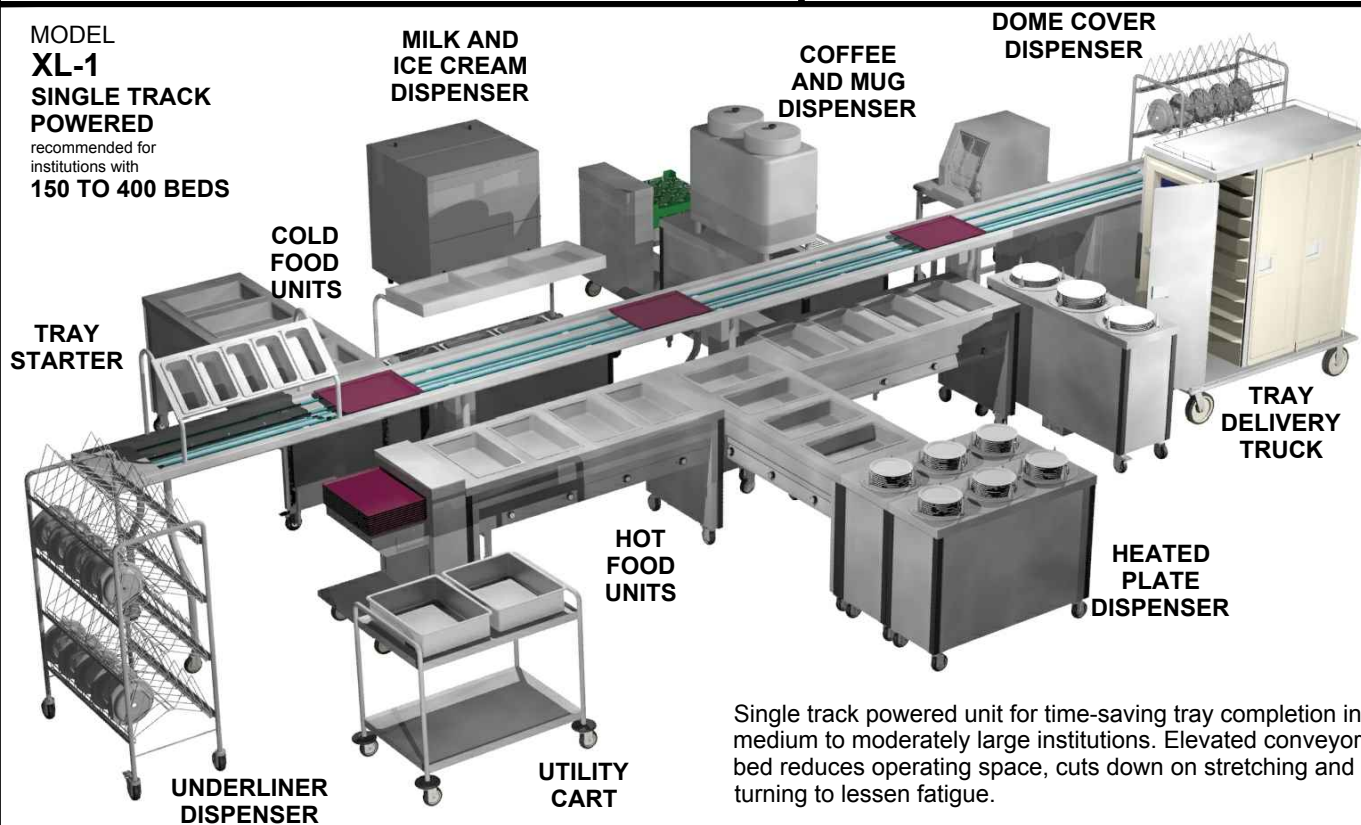 MODEL
XL-1
SINGLE TRACK
POWERED
recommended for
institutions with
150 TO 400 BEDS
MILK AND
ICE CREAM
DISPENSER
COFFEE
AND MUG
DISPENSER
DOME COVER
DISPENSER
COLD
FOOD
UNITS
TRAY
STARTER
TRAY
DELIVERY
TRUCK
HOT
FOOD
UNITS
HEATED
PLATE
DISPENSER
UNDERLINER
DISPENSER
UTILITY
CART
Single track powered unit for time-saving tray completion in
medium to moderately large institutions. Elevated conveyor
bed reduces operating space, cuts down on stretching and
turning to lessen fatigue.